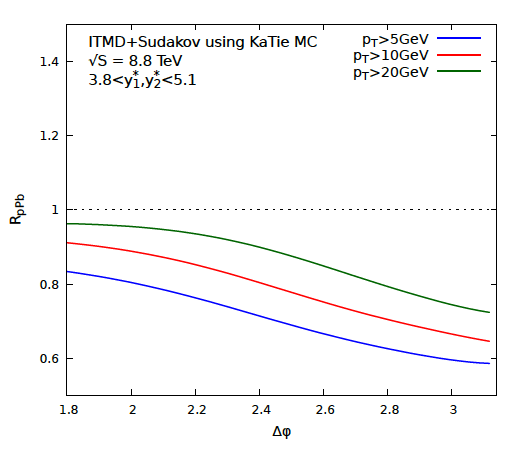 ITMD+Sudakov using KaTie MC
√S = 8.8 TeV
3.8<y₁*,y₂*<5.1
pT>5GeV
pT>10GeV
pT>20GeV
RpPb
1.4
1.2
1
0.8
0.6
1.8 2 2.2 2.4 2.6 2.8 3
Δφ